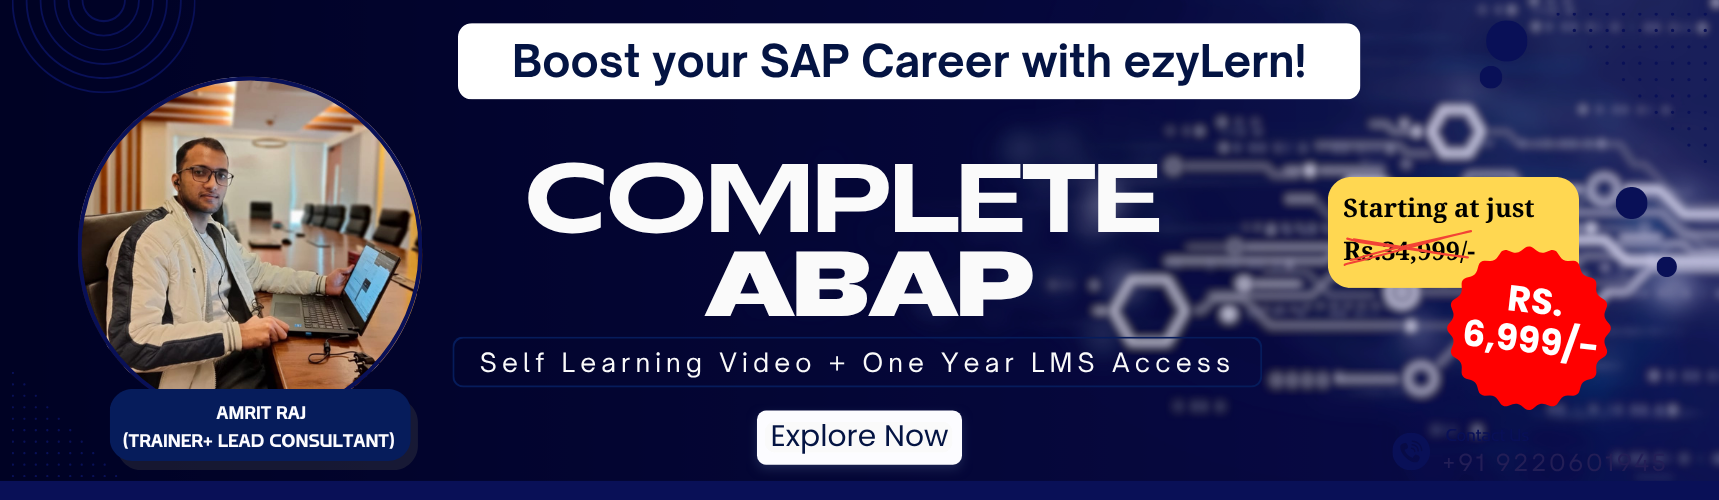 Boost your SAP Career with ezyLern!
COMPLETE
ABAP
Self Learning Video + One Year LMS Access
Explore Now
AMRIT RAJ
(TRAINER+ LEAD CONSULTANT)
Starting at just
Rs.34,999/-
RS.
6,999/-